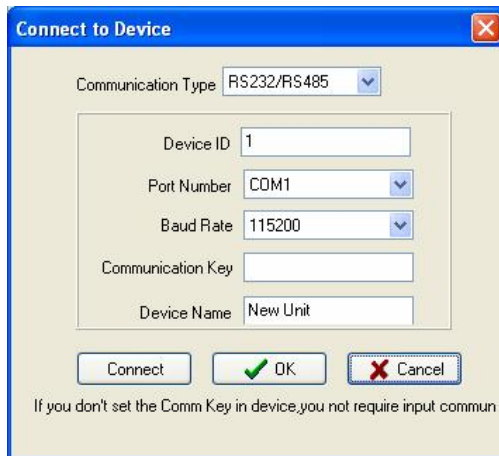 Connect to Device
Communication Type RS232/RS485
Device ID 1
Port Number COM1
Baud Rate 115200
Communication Key
Device Name New Unit
Connect OK Cancel
If you don't set the Comm Key in device,you not require input commun